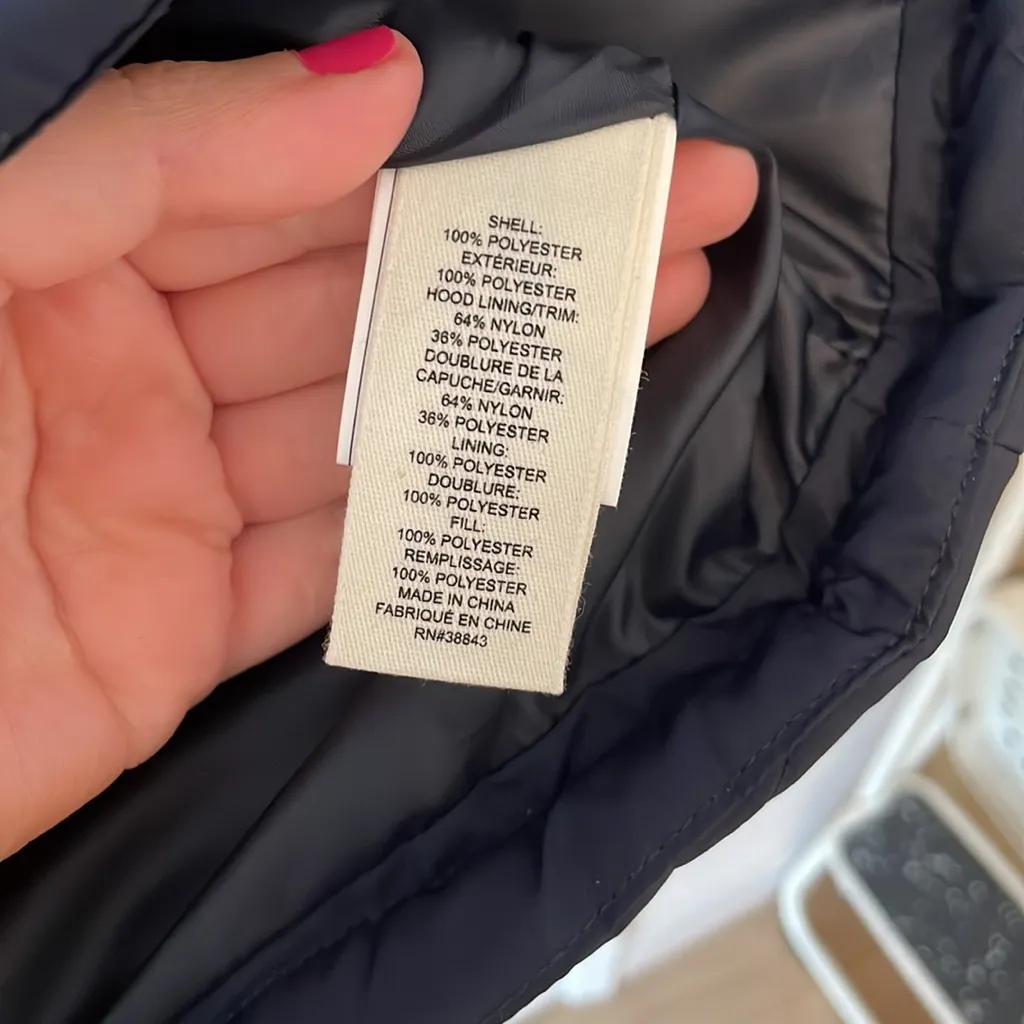 SHELL:
100% POLYESTER
EXTÉRIEUR:
100% POLYESTER
HOOD LINING/TRIM:
64% NYLON
36% POLYESTER
DOUBLURE DE LA
CAPUCHE/GARNIR:
64% NYLON
36% POLYESTER
LINING:
100% POLYESTER
DOUBLURE:
100% POLYESTER
FILL:
100% POLYESTER
REMPLISSAGE:
100% POLYESTER
MADE IN CHINA
FABRIQUÉ EN CHINE
RN#38843